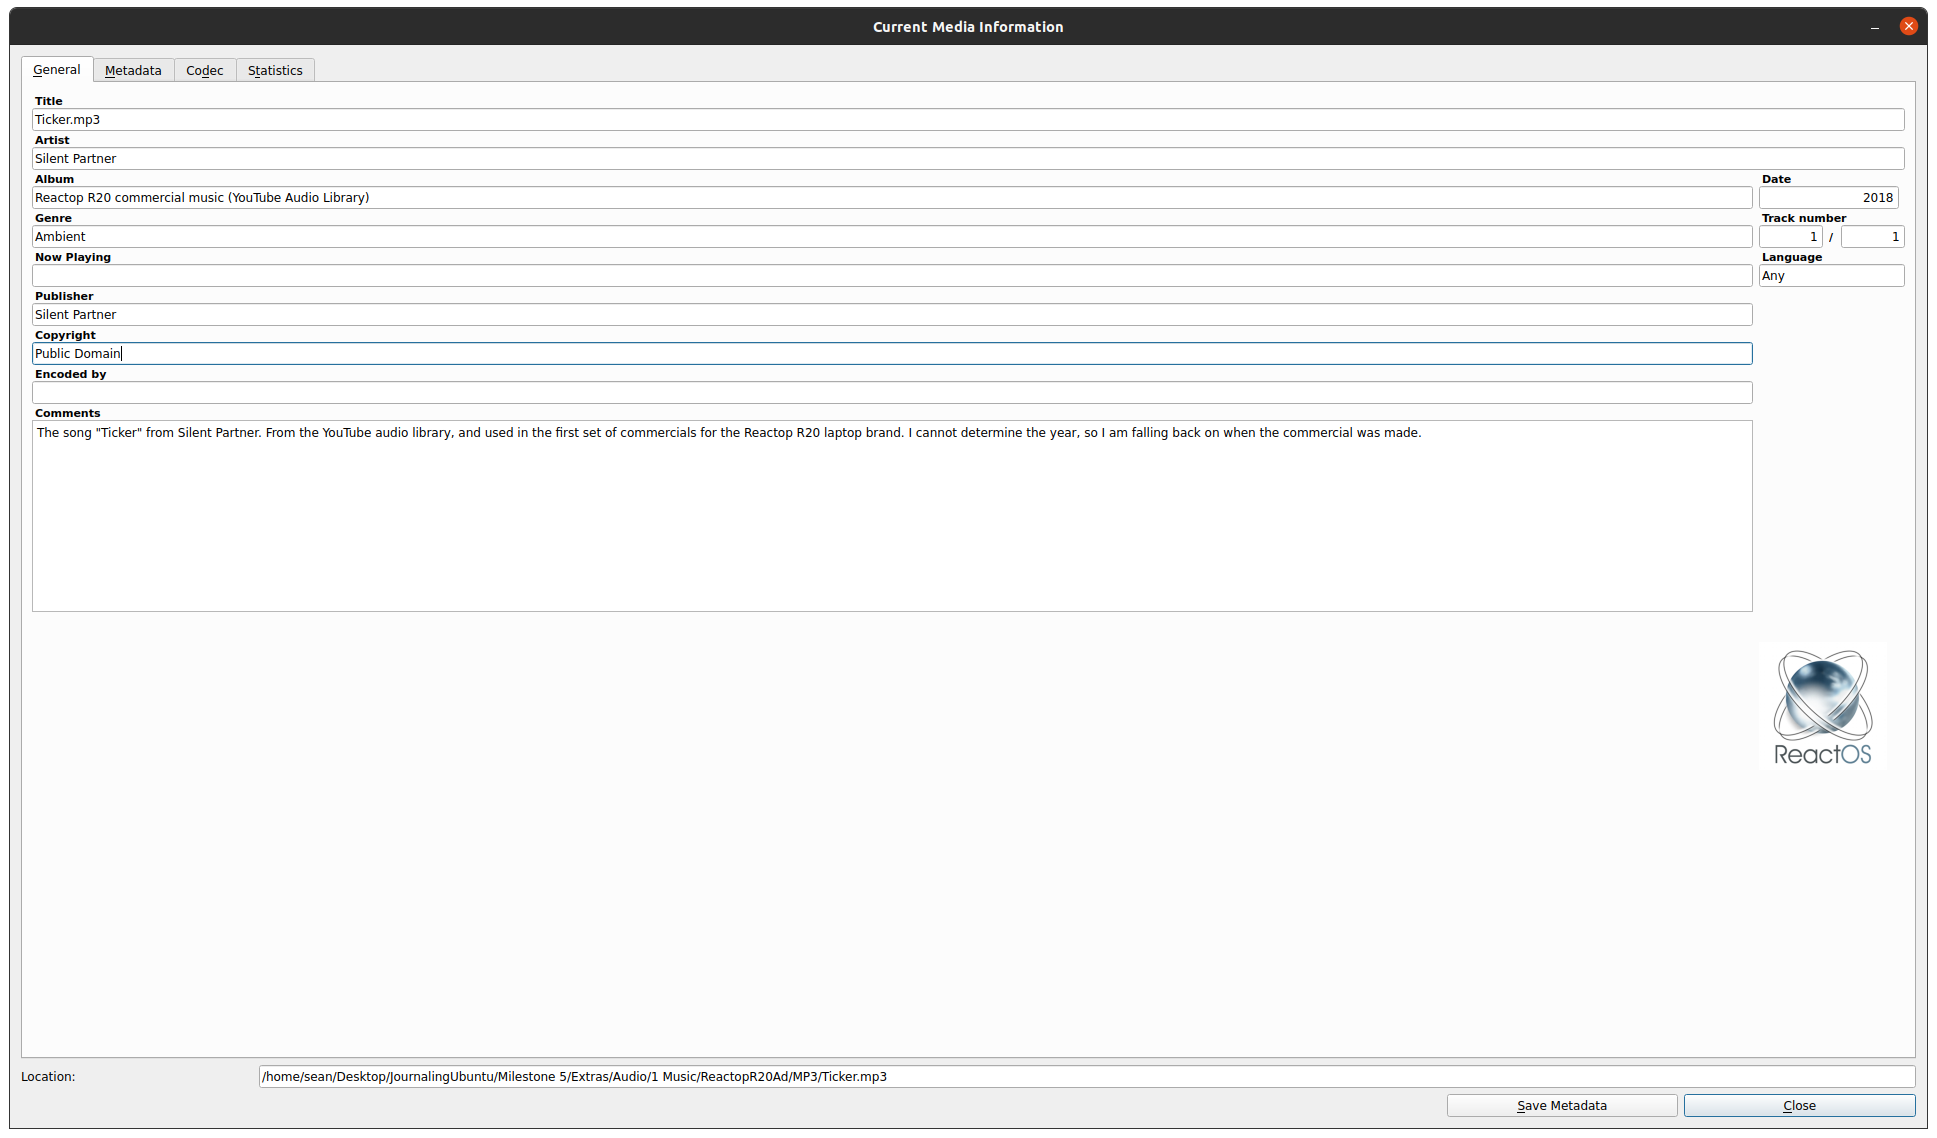 Current Media Information
General Metadata Codec Statistics
Title
Ticker.mp3
Artist
Silent Partner
Album Date
Reactop R20 commercial music (YouTube Audio Library) 2018
Genre Track number
Ambient 1 / 1
Now Playing Language
Any
Publisher
Silent Partner
Copyright
Public Domain
Encoded by
Comments
The song "Ticker" from Silent Partner. From the YouTube audio library, and used in the first set of commercials for the Reactop R20 laptop brand. I cannot determine the year, so I am falling back on when the commercial was made.
ReactOS
Location: /home/sean/Desktop/JournalingUbuntu/Milestone 5/Extras/Audio/1 Music/ReactopR20Ad/MP3/Ticker.mp3
Save Metadata Close